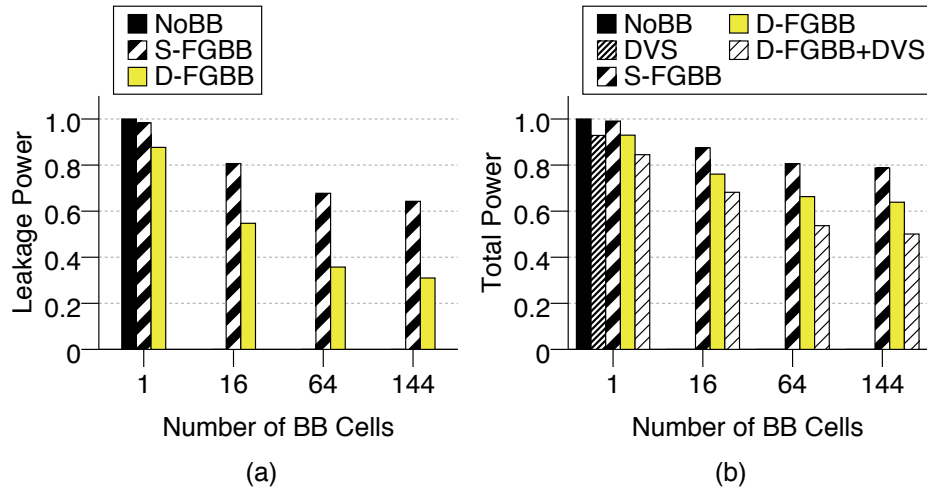 NoBB
S-FGBB
D-FGBB
Leakage Power
1.0
0.8
0.6
0.4
0.2
0
1 16 64 144
Number of BB Cells
(a)
NoBB D-FGBB
DVS D-FGBB+DVS
S-FGBB
Total Power
1.0
0.8
0.6
0.4
0.2
0
1 16 64 144
Number of BB Cells
(b)